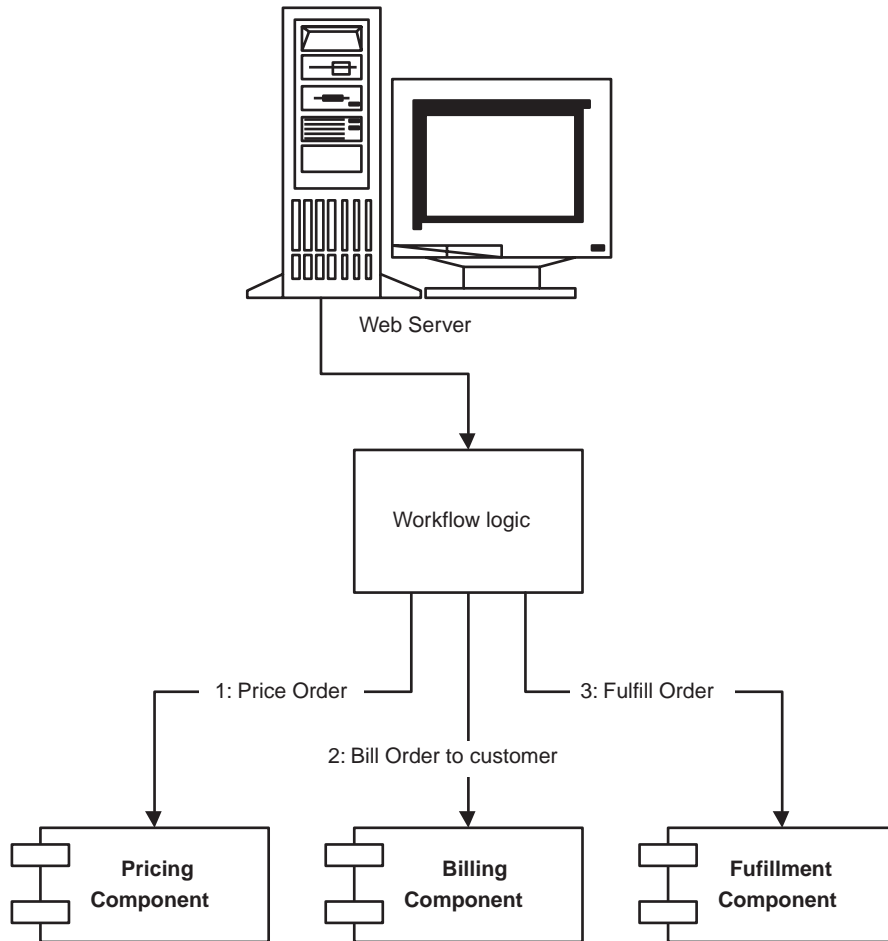 Web Server
Workflow logic
1: Price Order
3: Fulfill Order
2: Bill Order to customer
Pricing
Component
Billing
Component
Fufillment
Component